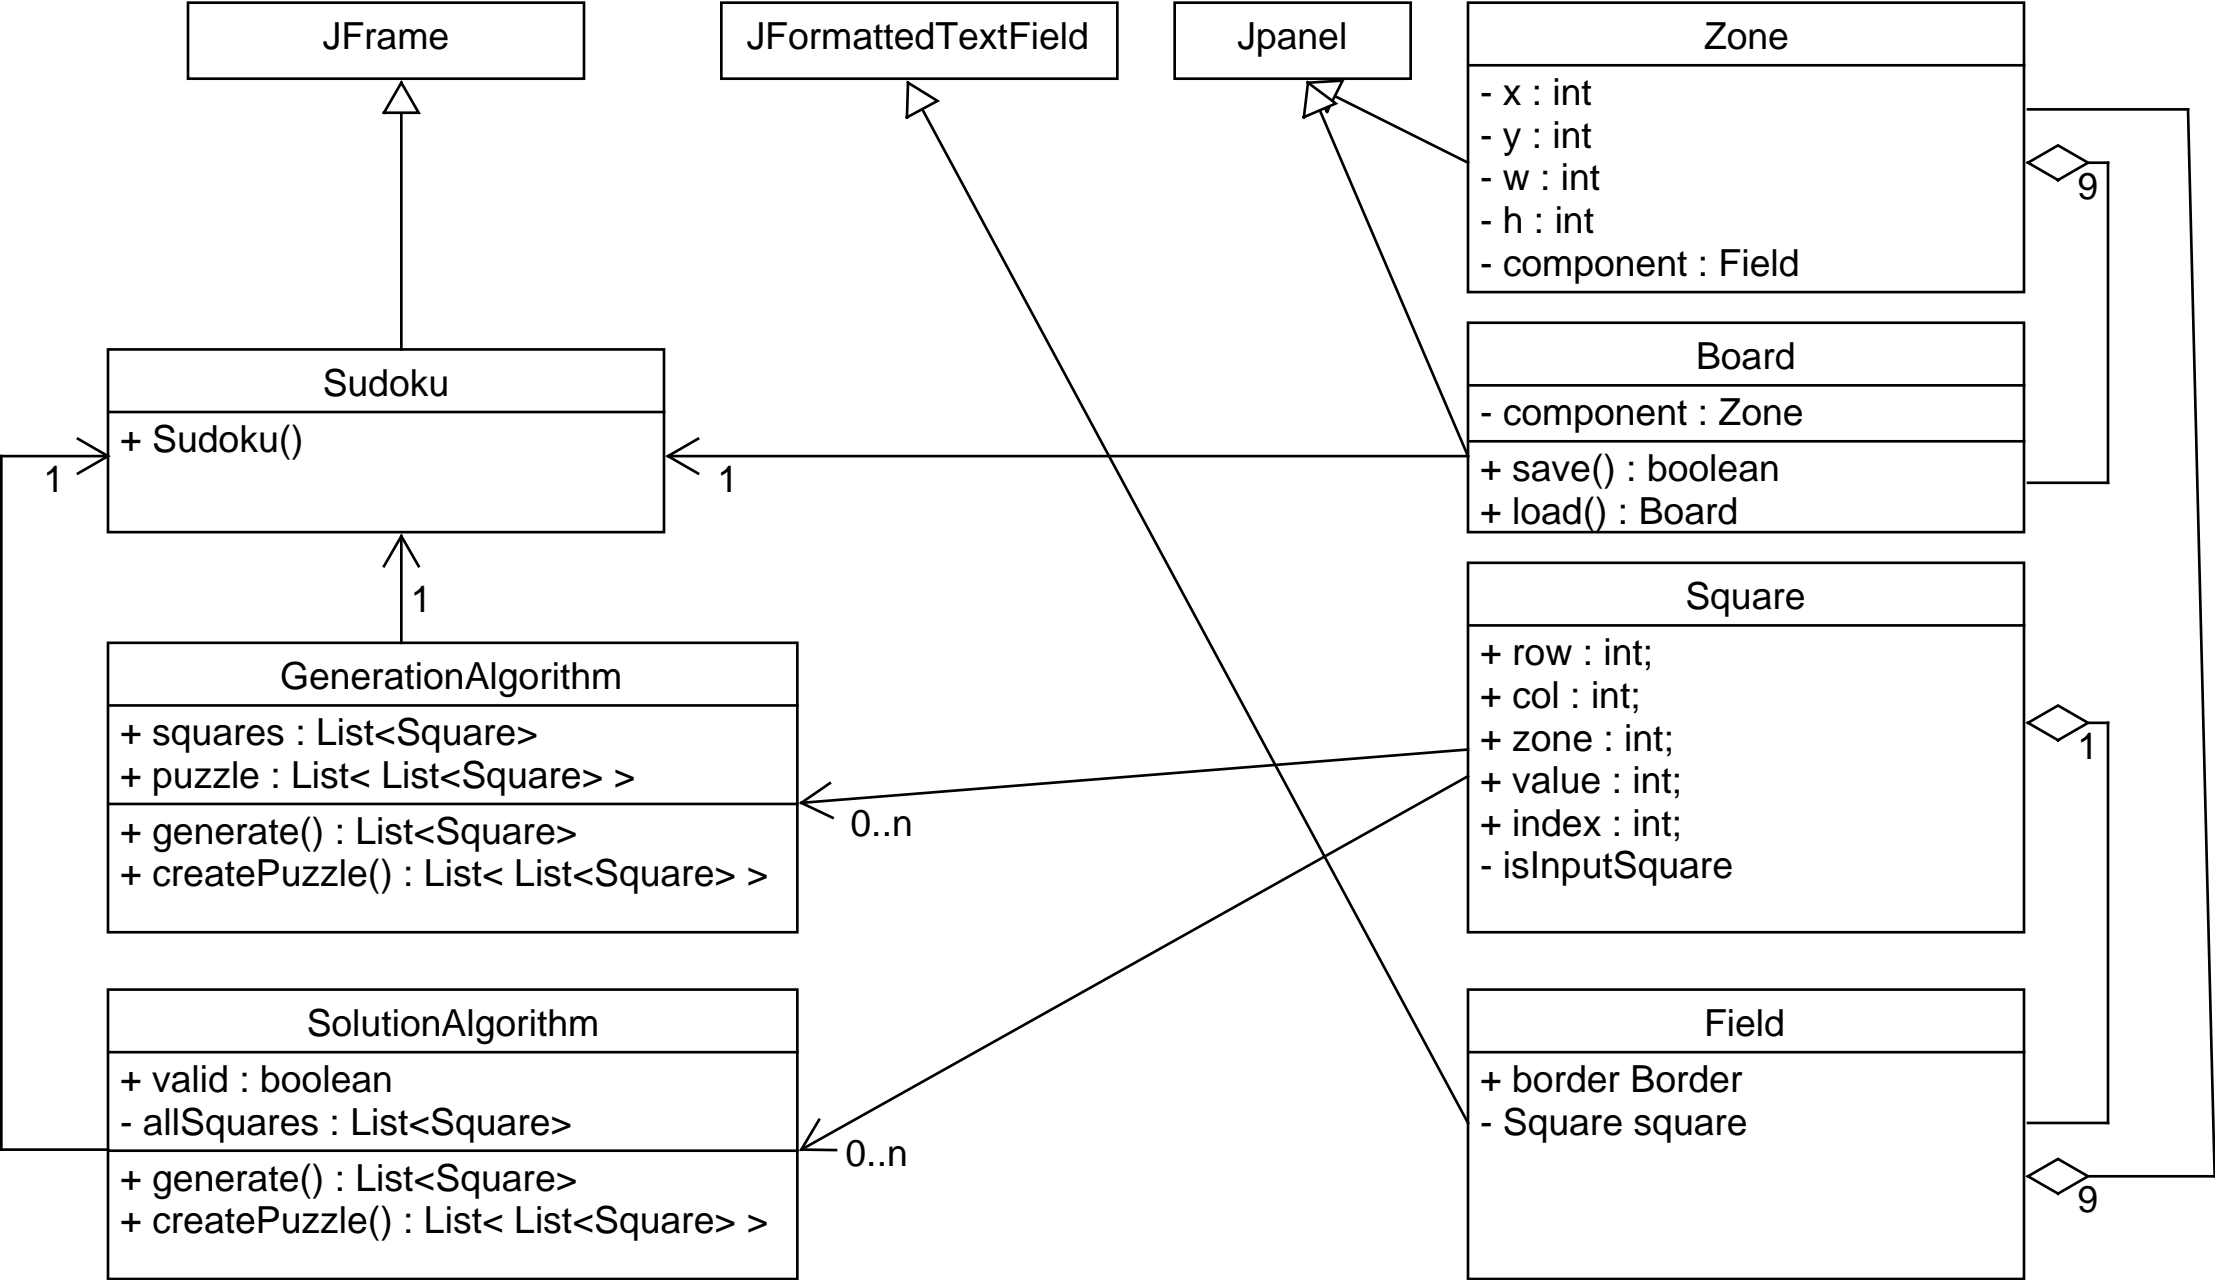 JFrame
JFormattedTextField
Jpanel
Zone
- x : int
- y : int
- w : int
- h : int
- component : Field
9
Sudoku
+ Sudoku()
1
1
1
Board
- component : Zone
+ save() : boolean
+ load() : Board
GenerationAlgorithm
+ squares : List<Square>
+ puzzle : List< List<Square> >
+ generate() : List<Square>
+ createPuzzle() : List< List<Square> >
0..n
Square
+ row : int;
+ col : int;
+ zone : int;
+ value : int;
+ index : int;
- isInputSquare
1
SolutionAlgorithm
+ valid : boolean
- allSquares : List<Square>
+ generate() : List<Square>
+ createPuzzle() : List< List<Square> >
0..n
Field
+ border Border
- Square square
9